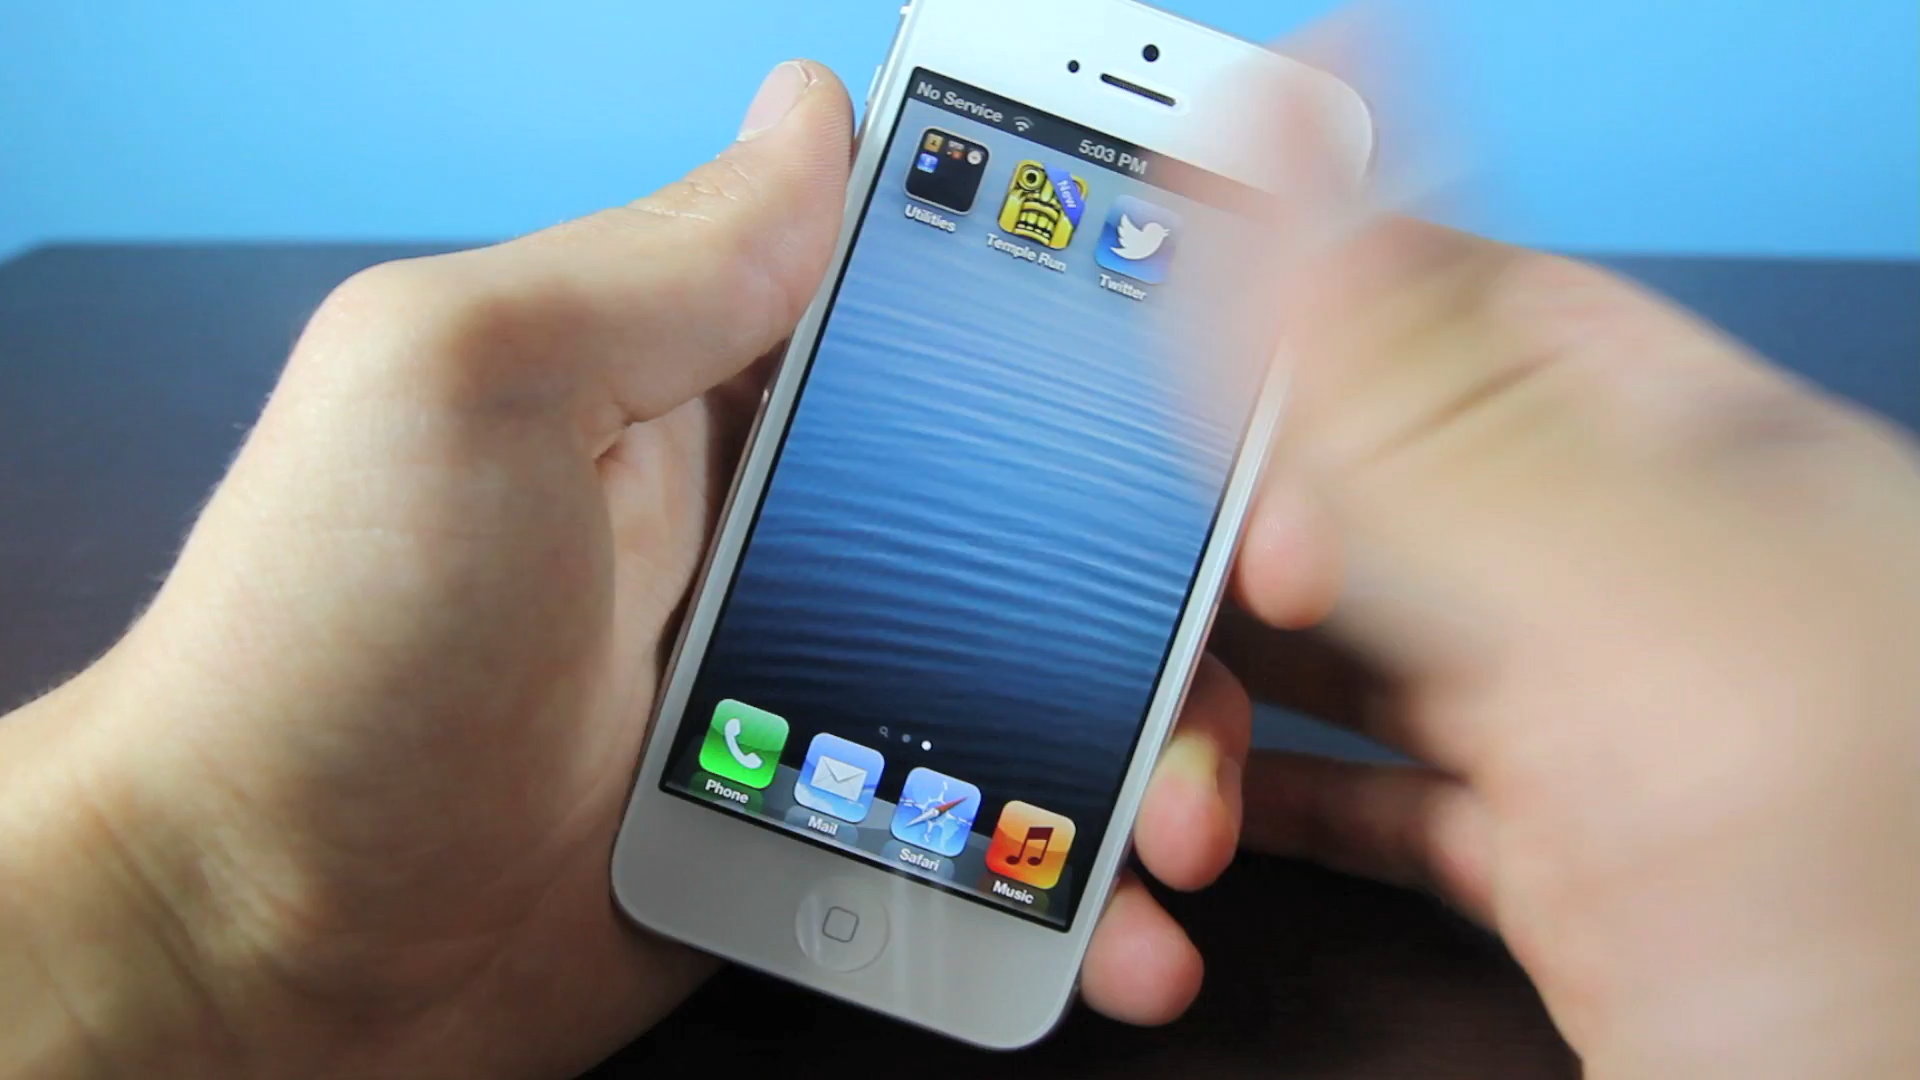 No Service
5:03 PM
Utilities
New
Temple Run
Twitter
Phone
Mail
Safari
Music